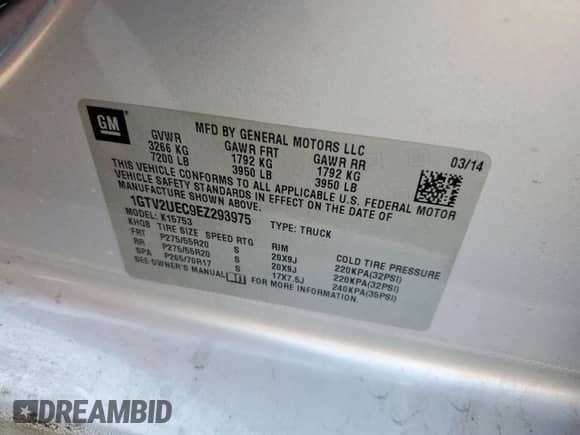 GM
MFD BY GENERAL MOTORS LLC
03/14
GVWR GAWR FRT GAWR RR
3266 KG 1792 KG 1792 KG
7200 LB 3950 LB 3950 LB
THIS VEHICLE CONFORMS TO ALL APPLICABLE U.S. FEDERAL MOTOR
VEHICLE SAFETY STANDARDS IN EFFECT ON THE DATE OF
MANUFACTURE SHOWN ABOVE.
1GTV2UEC9EZ293975 TYPE: TRUCK
MODEL: K15753
KHQB TIRE SIZE SPEED RTG RIM COLD TIRE PRESSURE
FRT P275/55R20 S 20X9J 220KPA(32PSI)
RR P275/55R20 S 20X9J 220KPA(32PSI)
SPA P265/70R17 S 17X7.5J 240KPA(35PSI)
SEE OWNER'S MANUAL FOR MORE INFORMATION.
DREAMBID